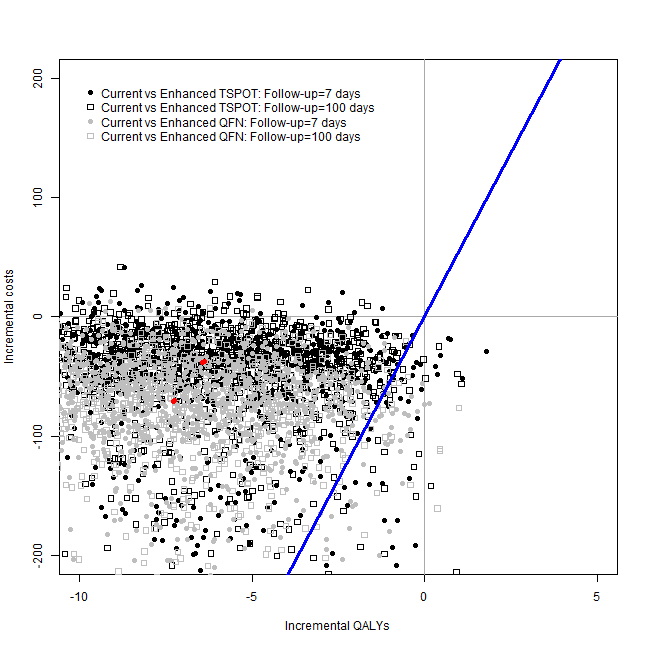 200
100
0
-100
-200
Incremental costs
Current vs Enhanced TSPOT: Follow-up=7 days
Current vs Enhanced TSPOT: Follow-up=100 days
Current vs Enhanced QFN: Follow-up=7 days
Current vs Enhanced QFN: Follow-up=100 days
-10
-5
0
5
Incremental QALYs